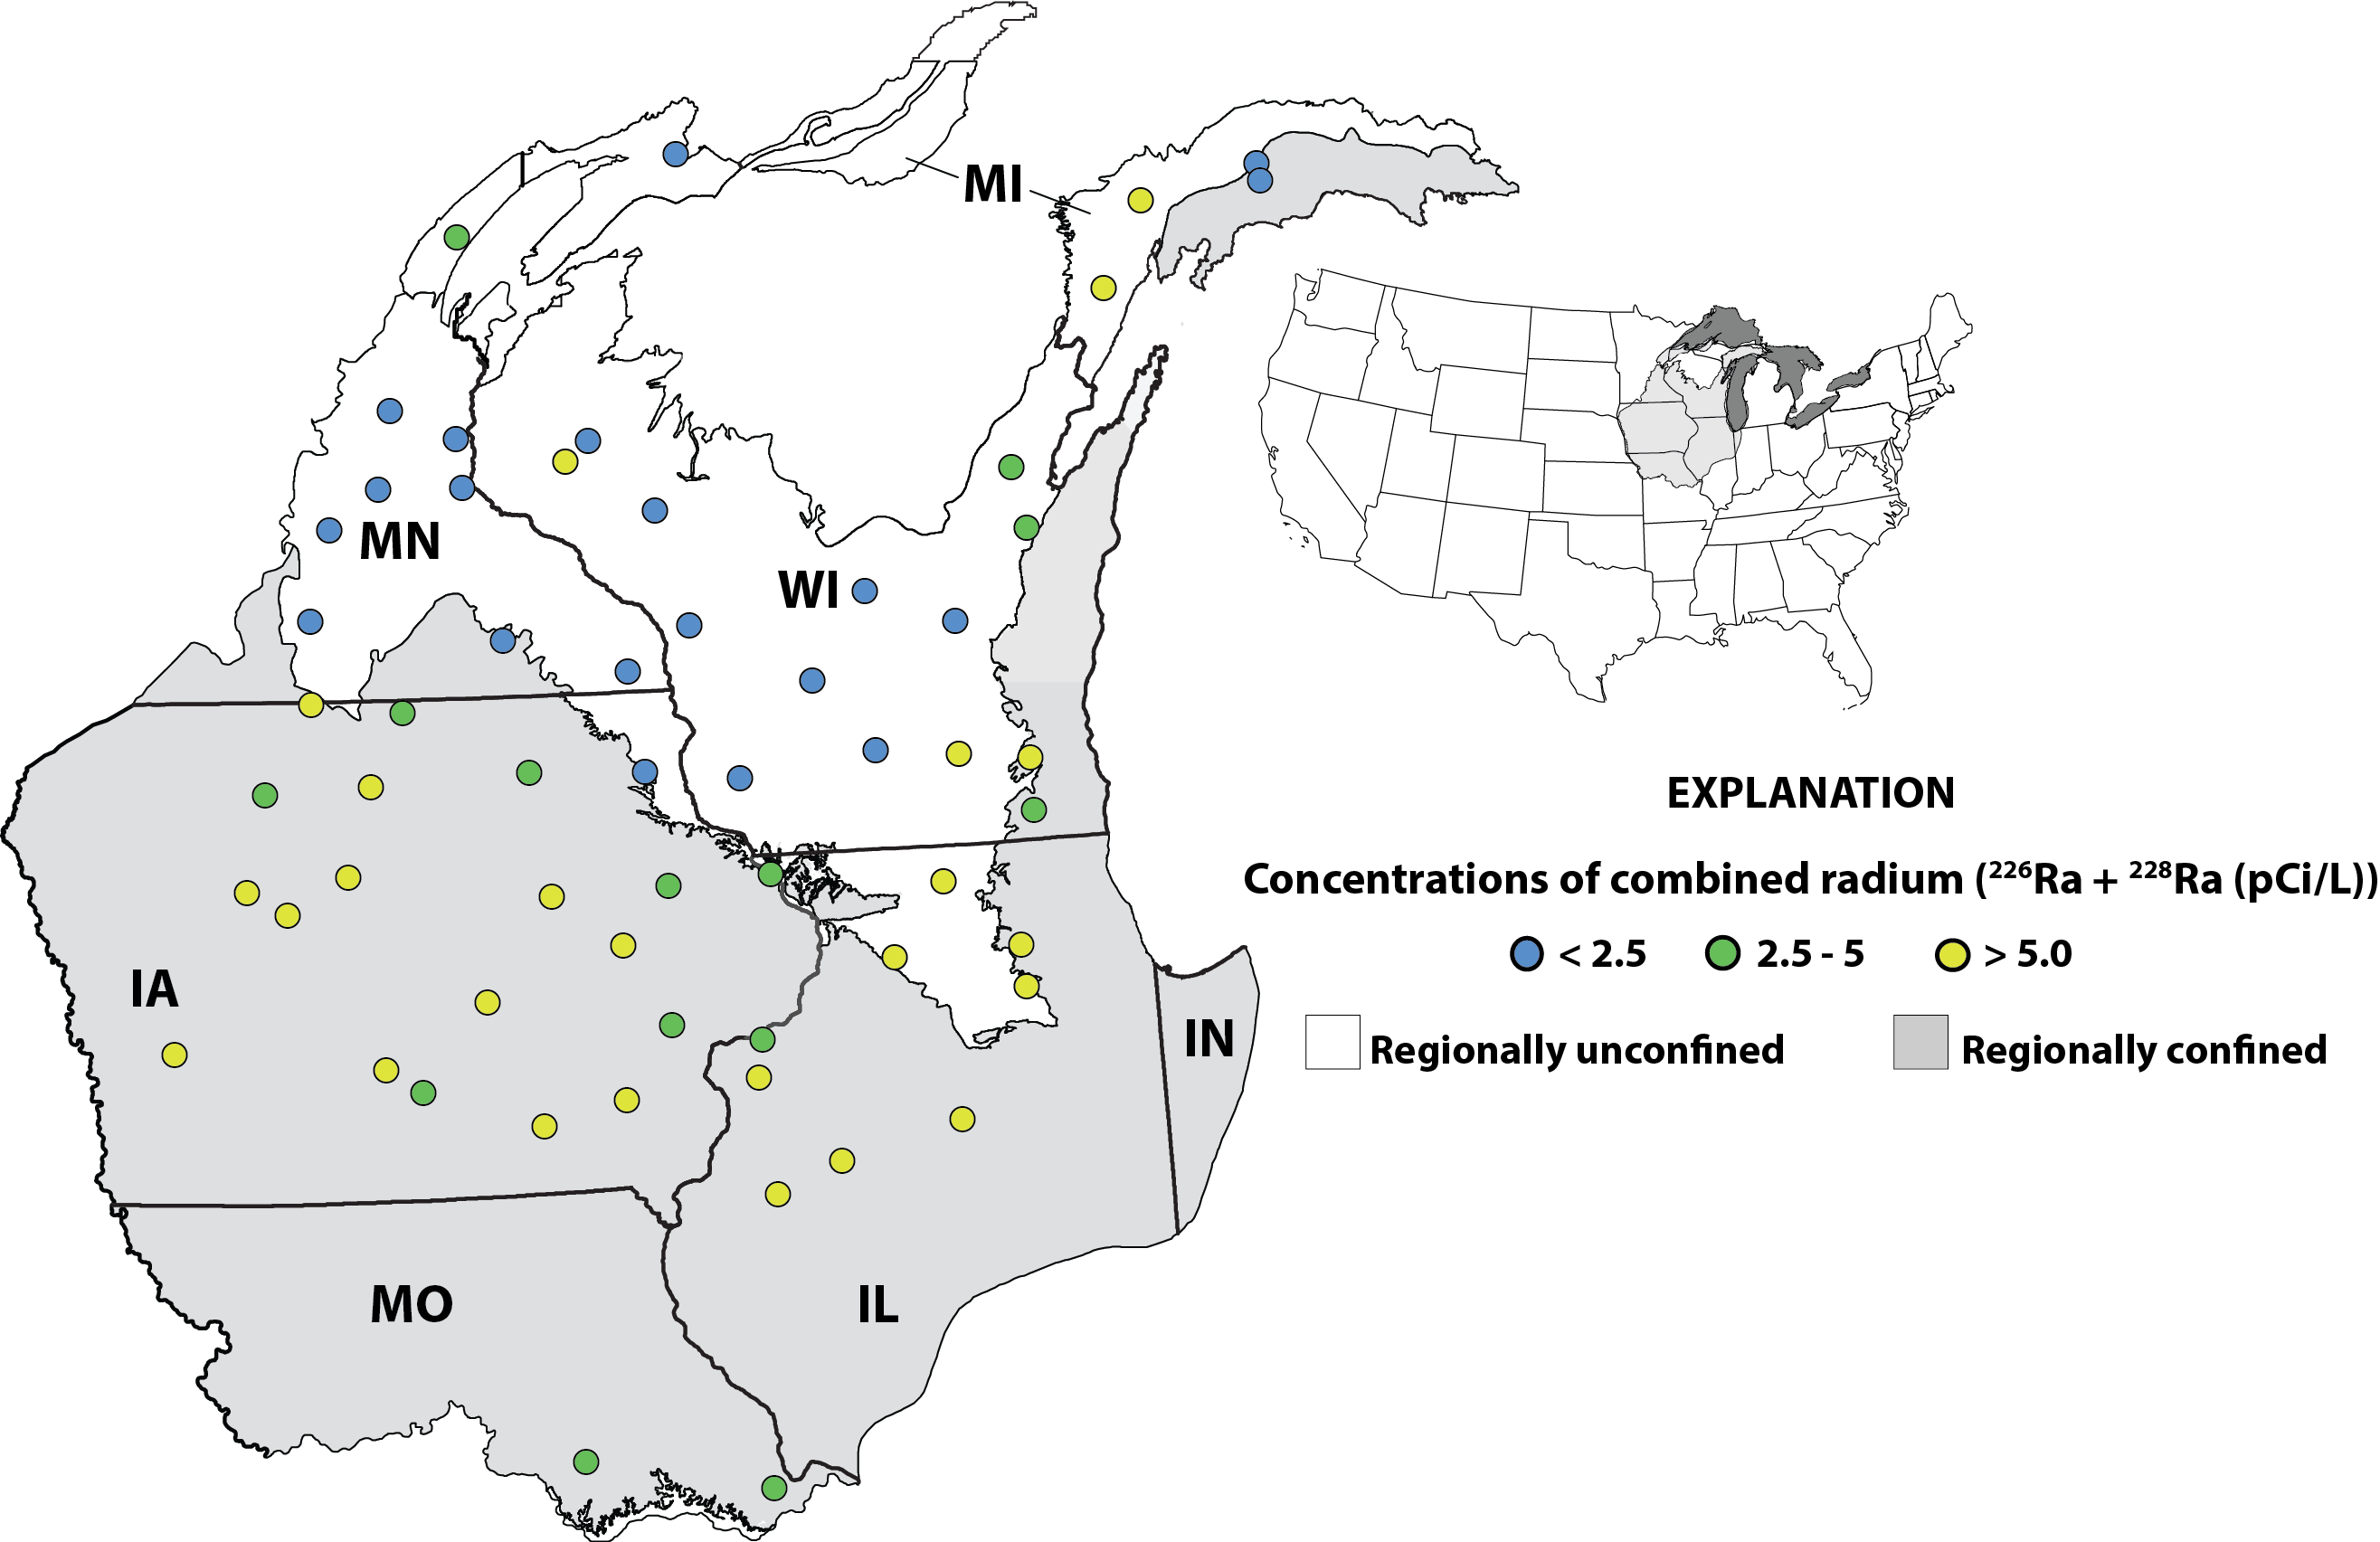 MI
MN
WI
IA
IN
MO
IL
EXPLANATION
Concentrations of combined radium (²²⁶Ra + ²²⁸Ra (pCi/L))
< 2.5 2.5 - 5 > 5.0
Regionally unconfined Regionally confined